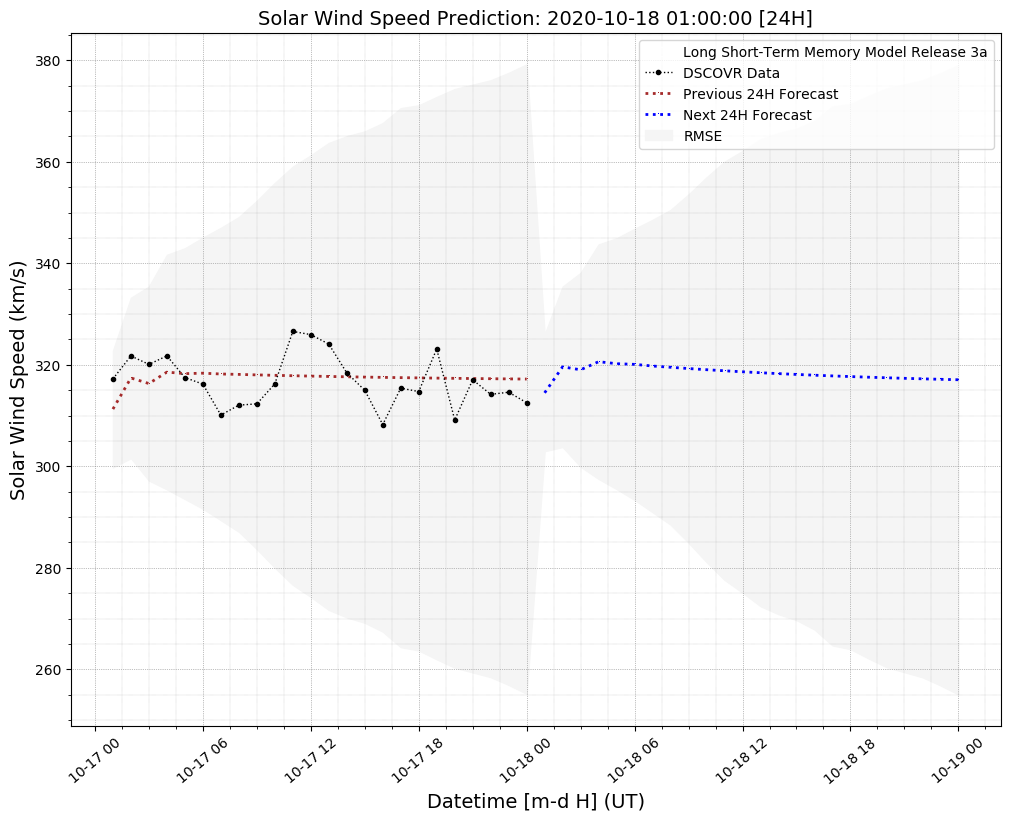 Solar Wind Speed Prediction: 2020-10-18 01:00:00 [24H]
Long Short-Term Memory Model Release 3a
DSCOVR Data
Previous 24H Forecast
Next 24H Forecast
RMSE
Solar Wind Speed (km/s)
380
360
340
320
300
280
260
10-17 00
10-17 06
10-17 12
10-17 18
10-18 00
10-18 06
10-18 12
10-18 18
10-19 00
Datetime [m-d H] (UT)